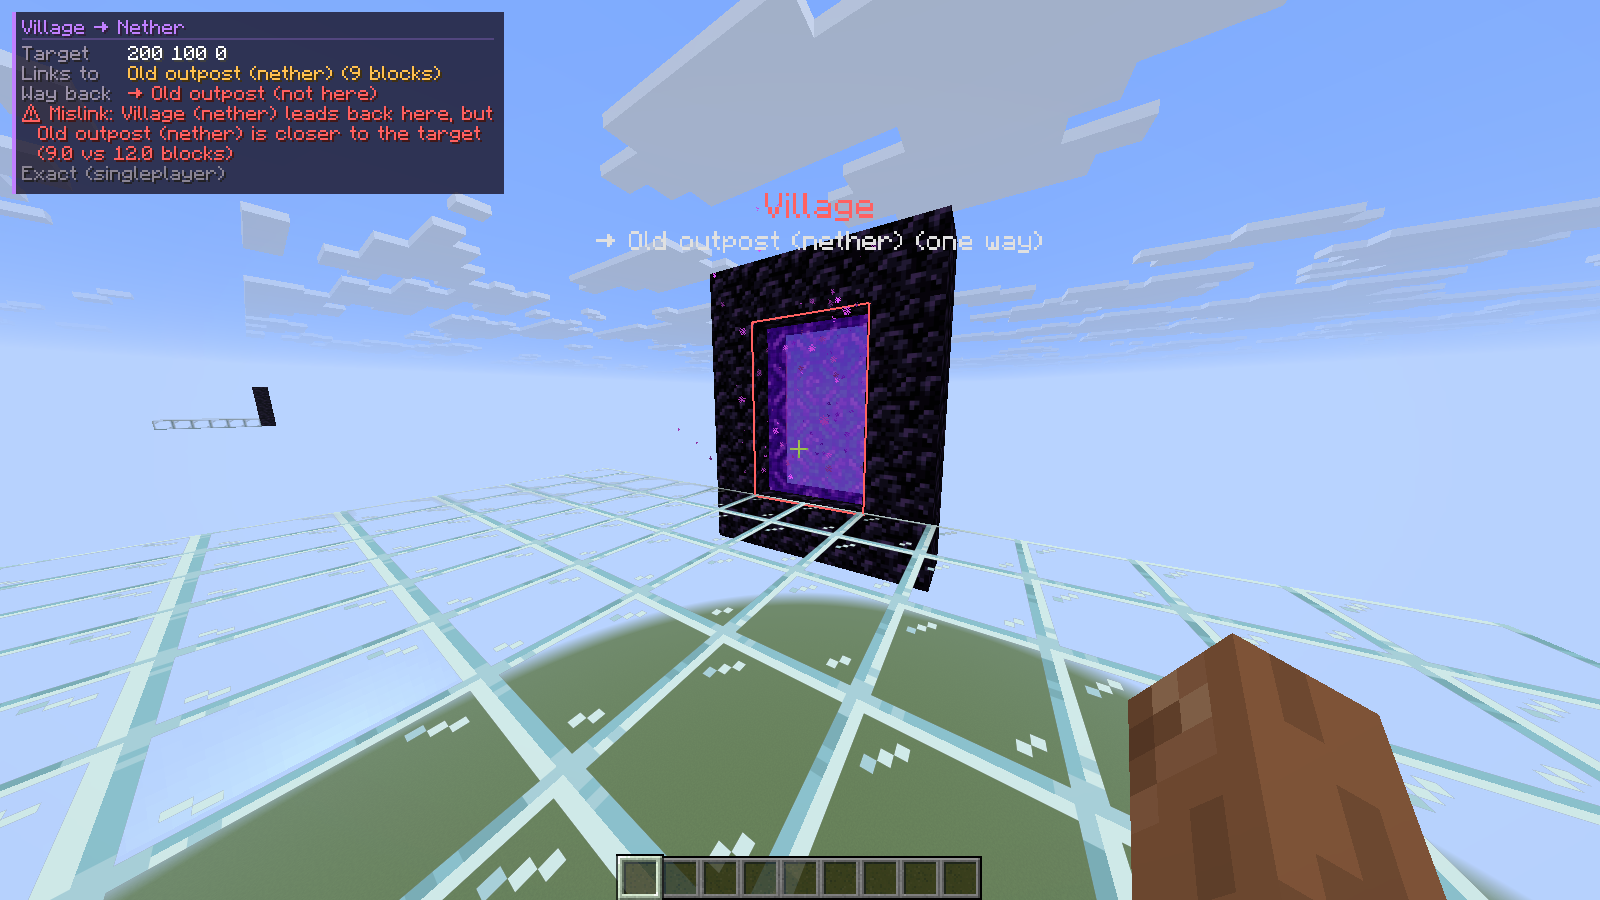 Village → Nether
Target 200 100 0
Links to Old outpost (nether) (9 blocks)
Way back → Old outpost (not here)
⚠ Mislink: Village (nether) leads back here, but
Old outpost (nether) is closer to the target
(9.0 vs 12.0 blocks)
Exact (singleplayer)
Village
→ Old outpost (nether) (one way)